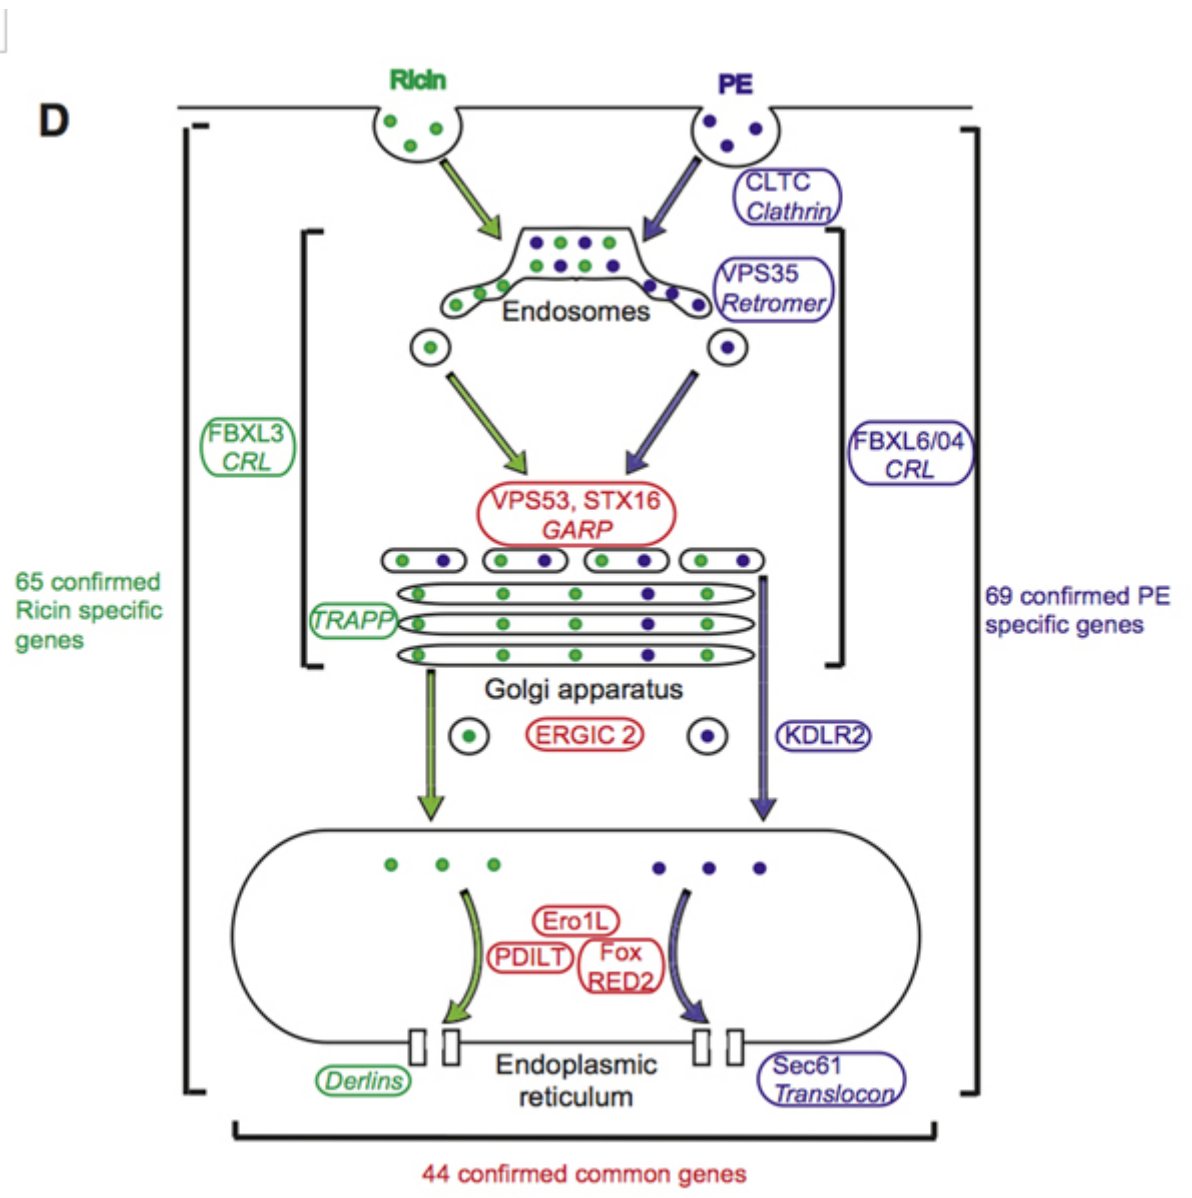 D
Ricin
PE
CLTC
Clathrin
VPS35
Retromer
Endosomes
FBXL3
CRL
FBXL6/04
CRL
VPS53, STX16
GARP
65 confirmed
Ricin specific
genes
69 confirmed PE
specific genes
TRAPP
Golgi apparatus
ERGIC 2
KDLR2
Ero1L
PDILT
Fox
RED2
Derlins
Endoplasmic
reticulum
Sec61
Translocon
44 confirmed common genes